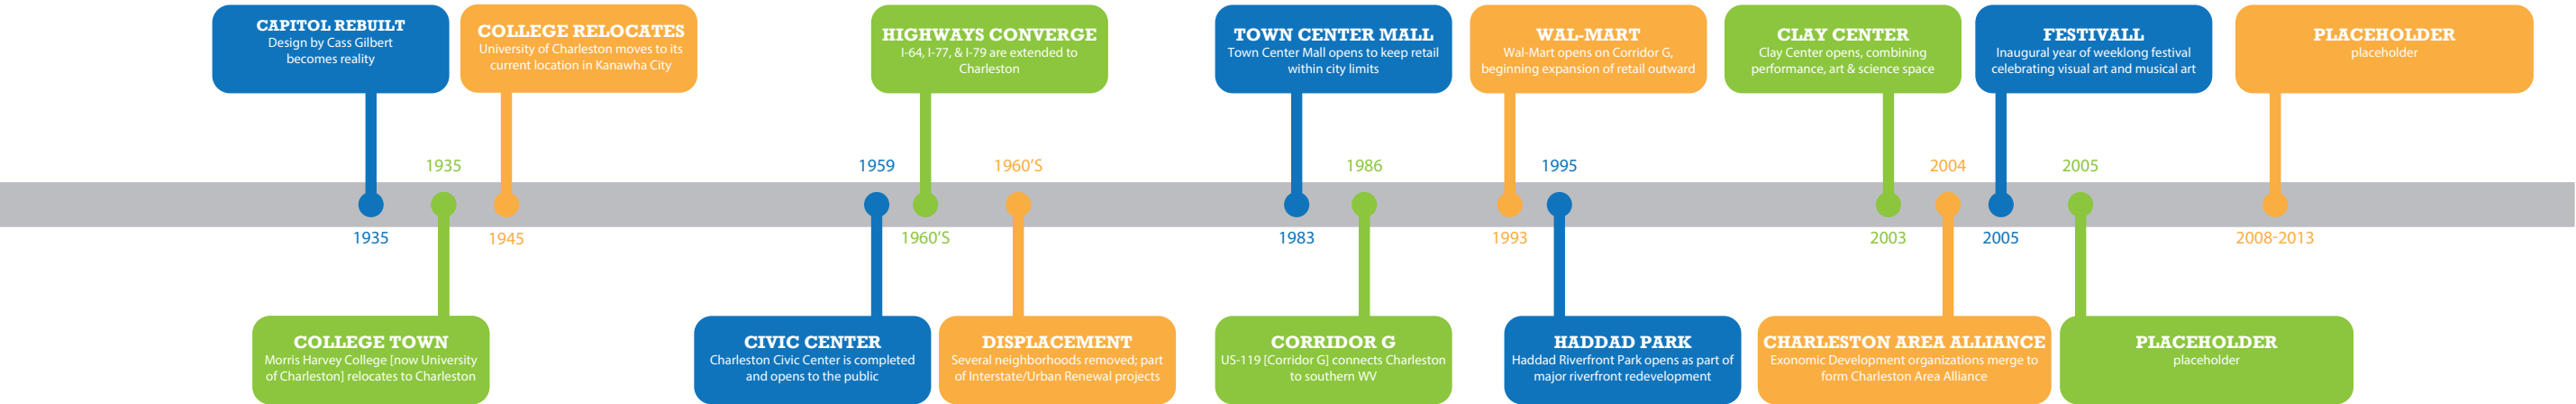 CAPITOL REBUILT
Design by Cass Gilbert
becomes reality
COLLEGE RELOCATES
University of Charleston moves to its
current location in Kanawha City
HIGHWAYS CONVERGE
I-64, I-77, & I-79 are extended to
Charleston
TOWN CENTER MALL
Town Center Mall opens to keep retail
within city limits
WAL-MART
Wal-Mart opens on Corridor G,
beginning expansion of retail outward
CLAY CENTER
Clay Center opens, combining
performance, art & science space
FESTIVALL
Inaugural year of weeklong festival
celebrating visual art and musical art
PLACEHOLDER
placeholder
1935
1959
1960'S
1986
1995
2004
2005
1935
1945
1960'S
1983
1993
2003
2005
2008-2013
COLLEGE TOWN
Morris Harvey College [now University
of Charleston] relocates to Charleston
CIVIC CENTER
Charleston Civic Center is completed
and opens to the public
DISPLACEMENT
Several neighborhoods removed; part
of Interstate/Urban Renewal projects
CORRIDOR G
US-119 [Corridor G] connects Charleston
to southern WV
HADDAD PARK
Haddad Riverfront Park opens as part of
major riverfront redevelopment
CHARLESTON AREA ALLIANCE
Exonomic Development organizations merge to
form Charleston Area Alliance
PLACEHOLDER
placeholder